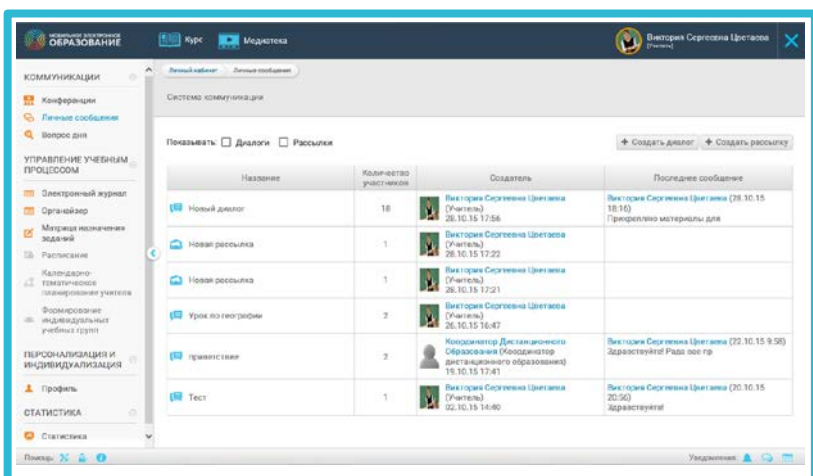 МОБИЛЬНОЕ ЭЛЕКТРОННОЕ
ОБРАЗОВАНИЕ
Курс
Медиатека
Виктория Сергеевна Цветаева
[Учитель]
КОММУНИКАЦИИ
Конференции
Личные сообщения
Вопрос дня
УПРАВЛЕНИЕ УЧЕБНЫМ
ПРОЦЕССОМ
Электронный журнал
Органайзер
Матрица назначения
заданий
Расписание
Календарно-
тематическое
планирование учителя
Формирование
индивидуальных
учебных групп
ПЕРСОНАЛИЗАЦИЯ И
ИНДИВИДУАЛИЗАЦИЯ
Профиль
СТАТИСТИКА
Статистика
Личный кабинет
Личные сообщения
Система коммуникации
Показывать: Диалоги Рассылки
+ Создать диалог + Создать рассылку
Название
Количество
участников
Создатель
Последнее сообщение
Новый диалог
18
Виктория Сергеевна Цветаева
(Учитель)
28.10.15 17:56
Виктория Сергеевна Цветаева (28.10.15
18:16)
Прикрепляю материалы для
Новая рассылка
1
Виктория Сергеевна Цветаева
(Учитель)
28.10.15 17:22
Новая рассылка
1
Виктория Сергеевна Цветаева
(Учитель)
28.10.15 17:21
Урок по географии
2
Виктория Сергеевна Цветаева
(Учитель)
26.10.15 16:47
приветствие
2
Координатор Дистанционного
Образования (Координатор
дистанционного образования)
19.10.15 17:41
Виктория Сергеевна Цветаева (22.10.15 9:58)
Здравствуйте! Рада вас пр
Тест
1
Виктория Сергеевна Цветаева
(Учитель)
02.10.15 14:40
Виктория Сергеевна Цветаева (20.10.15
20:56)
Здравствуйте!
Помощь:
Уведомления: